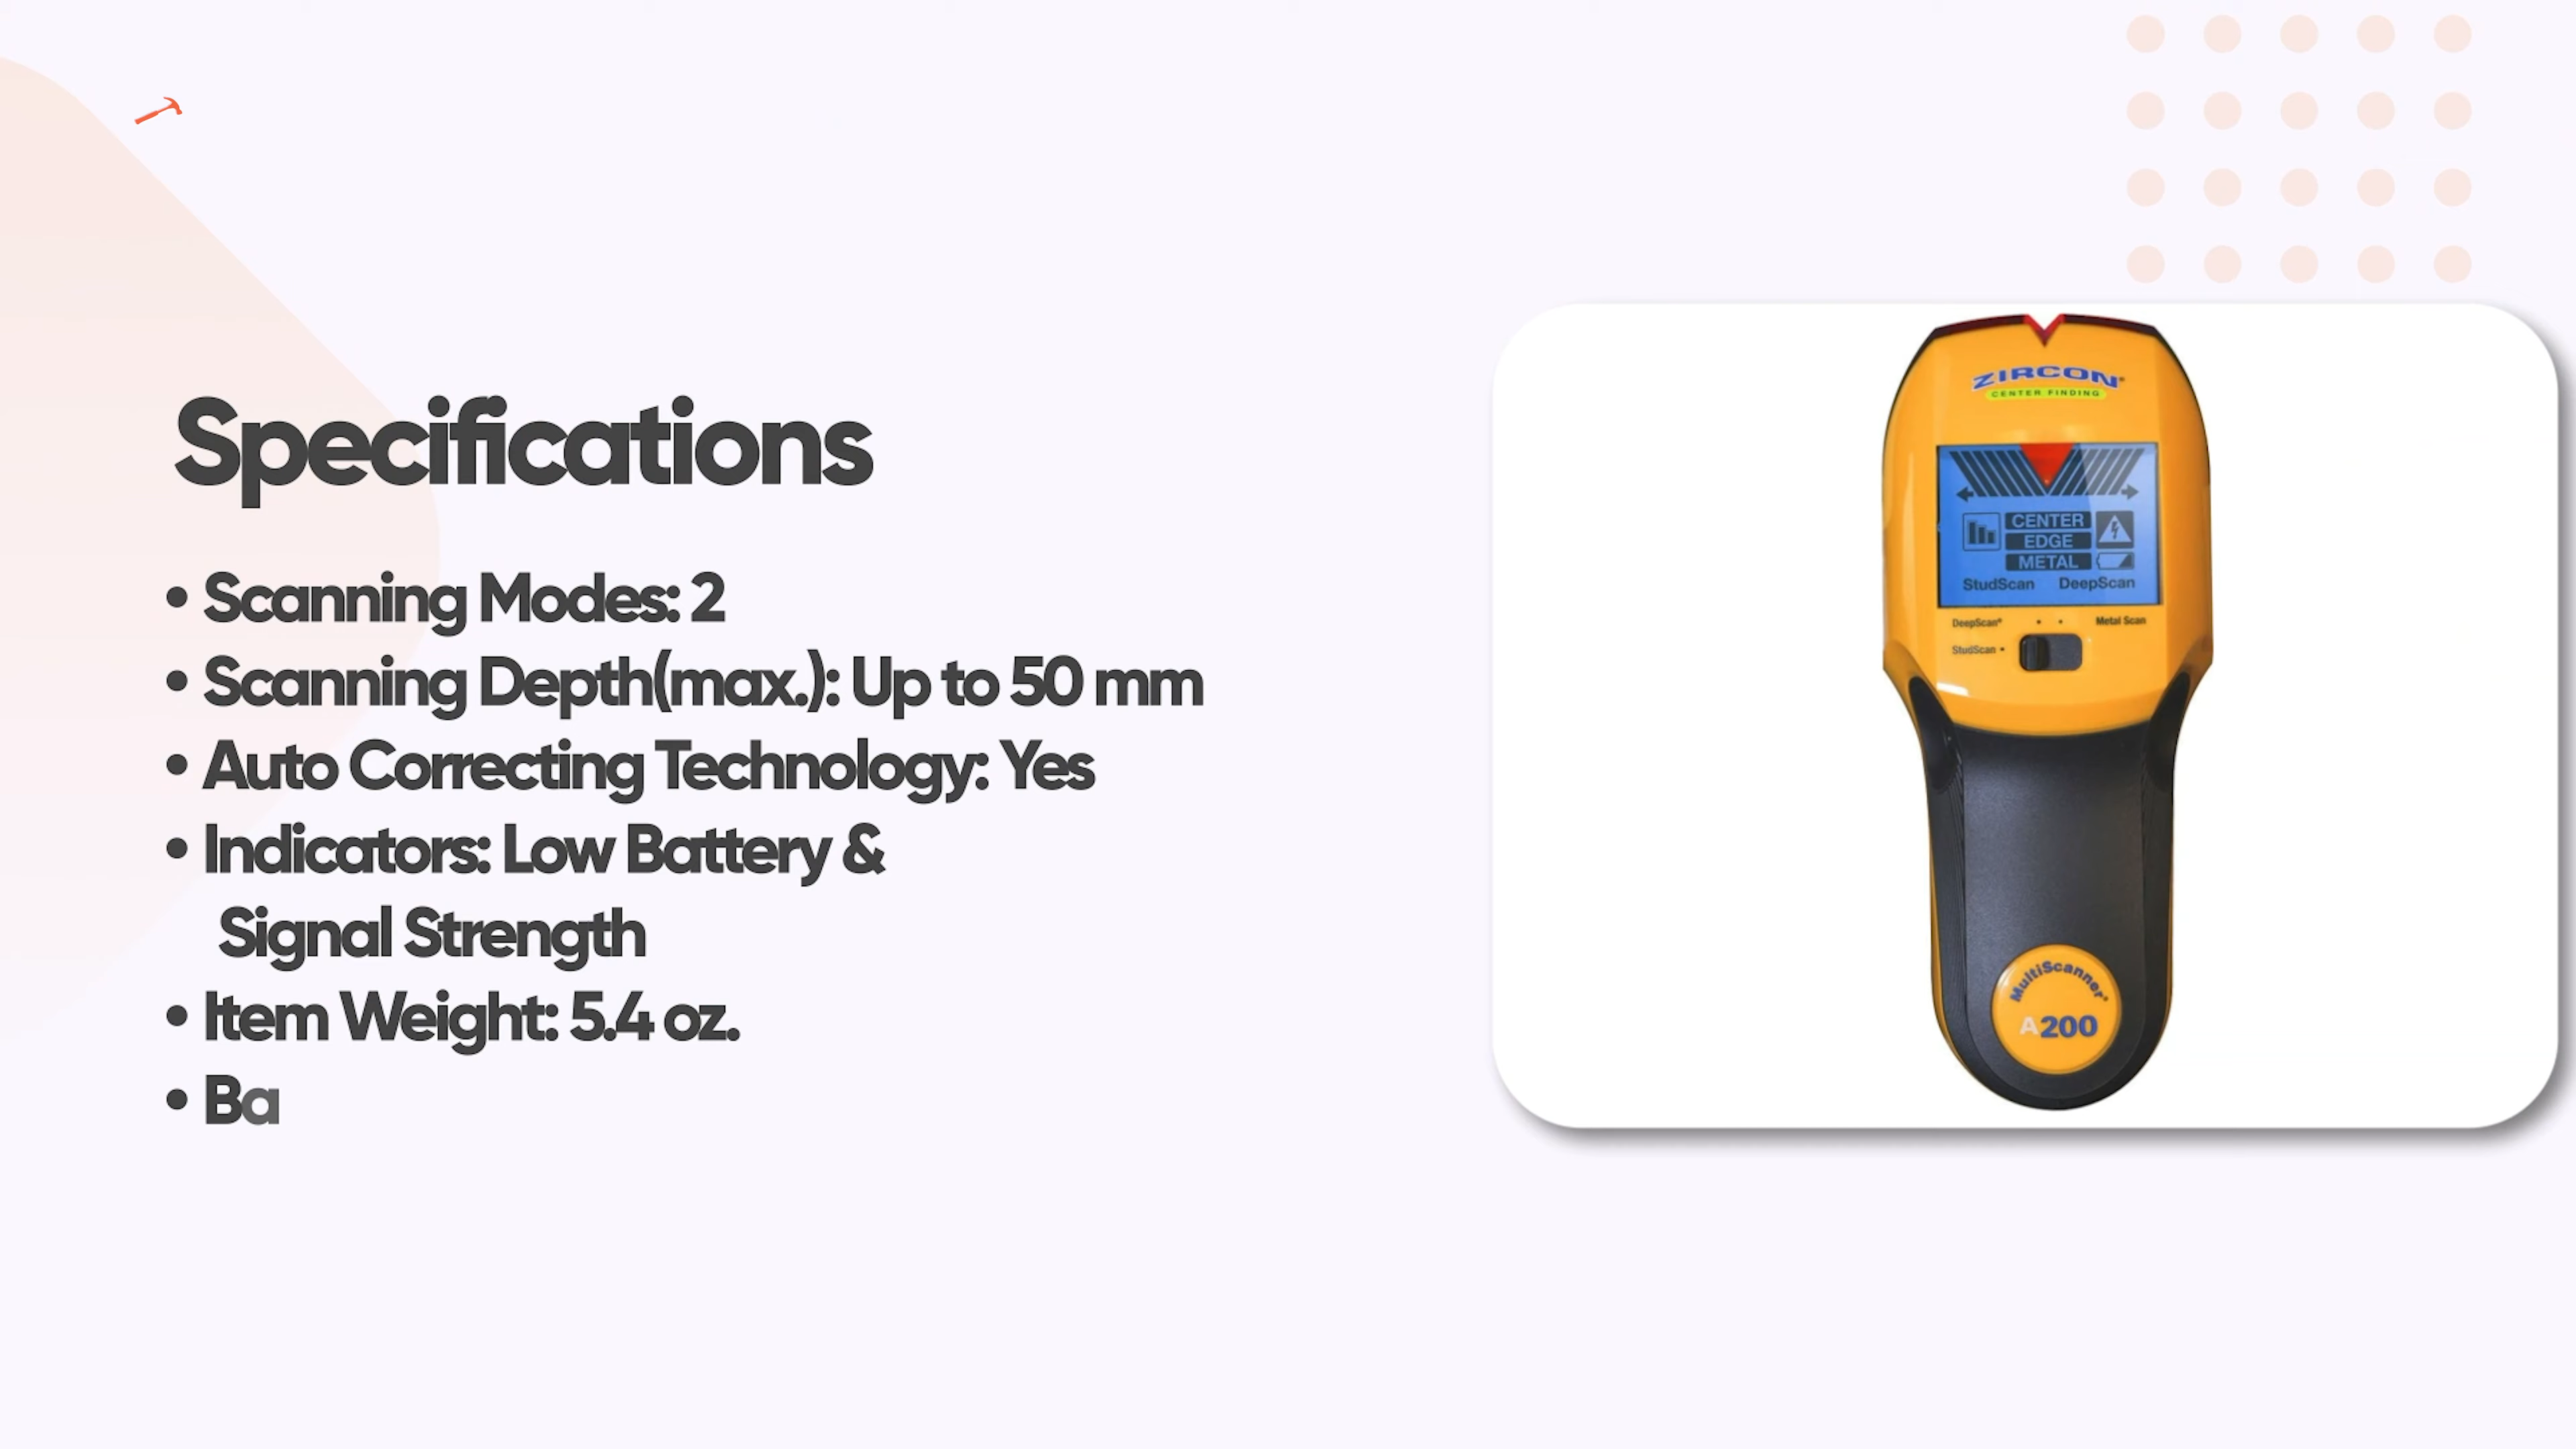 Specifications
• Scanning Modes: 2
• Scanning Depth(max.): Up to 50 mm
• Auto Correcting Technology: Yes
• Indicators: Low Battery &
Signal Strength
• Item Weight: 5.4 oz.
• Ba
ZIRCON®
CENTER FINDING
CENTER
EDGE
METAL
StudScan DeepScan
DeepScan® • • Metal Scan
StudScan •
MultiScanner®
A200